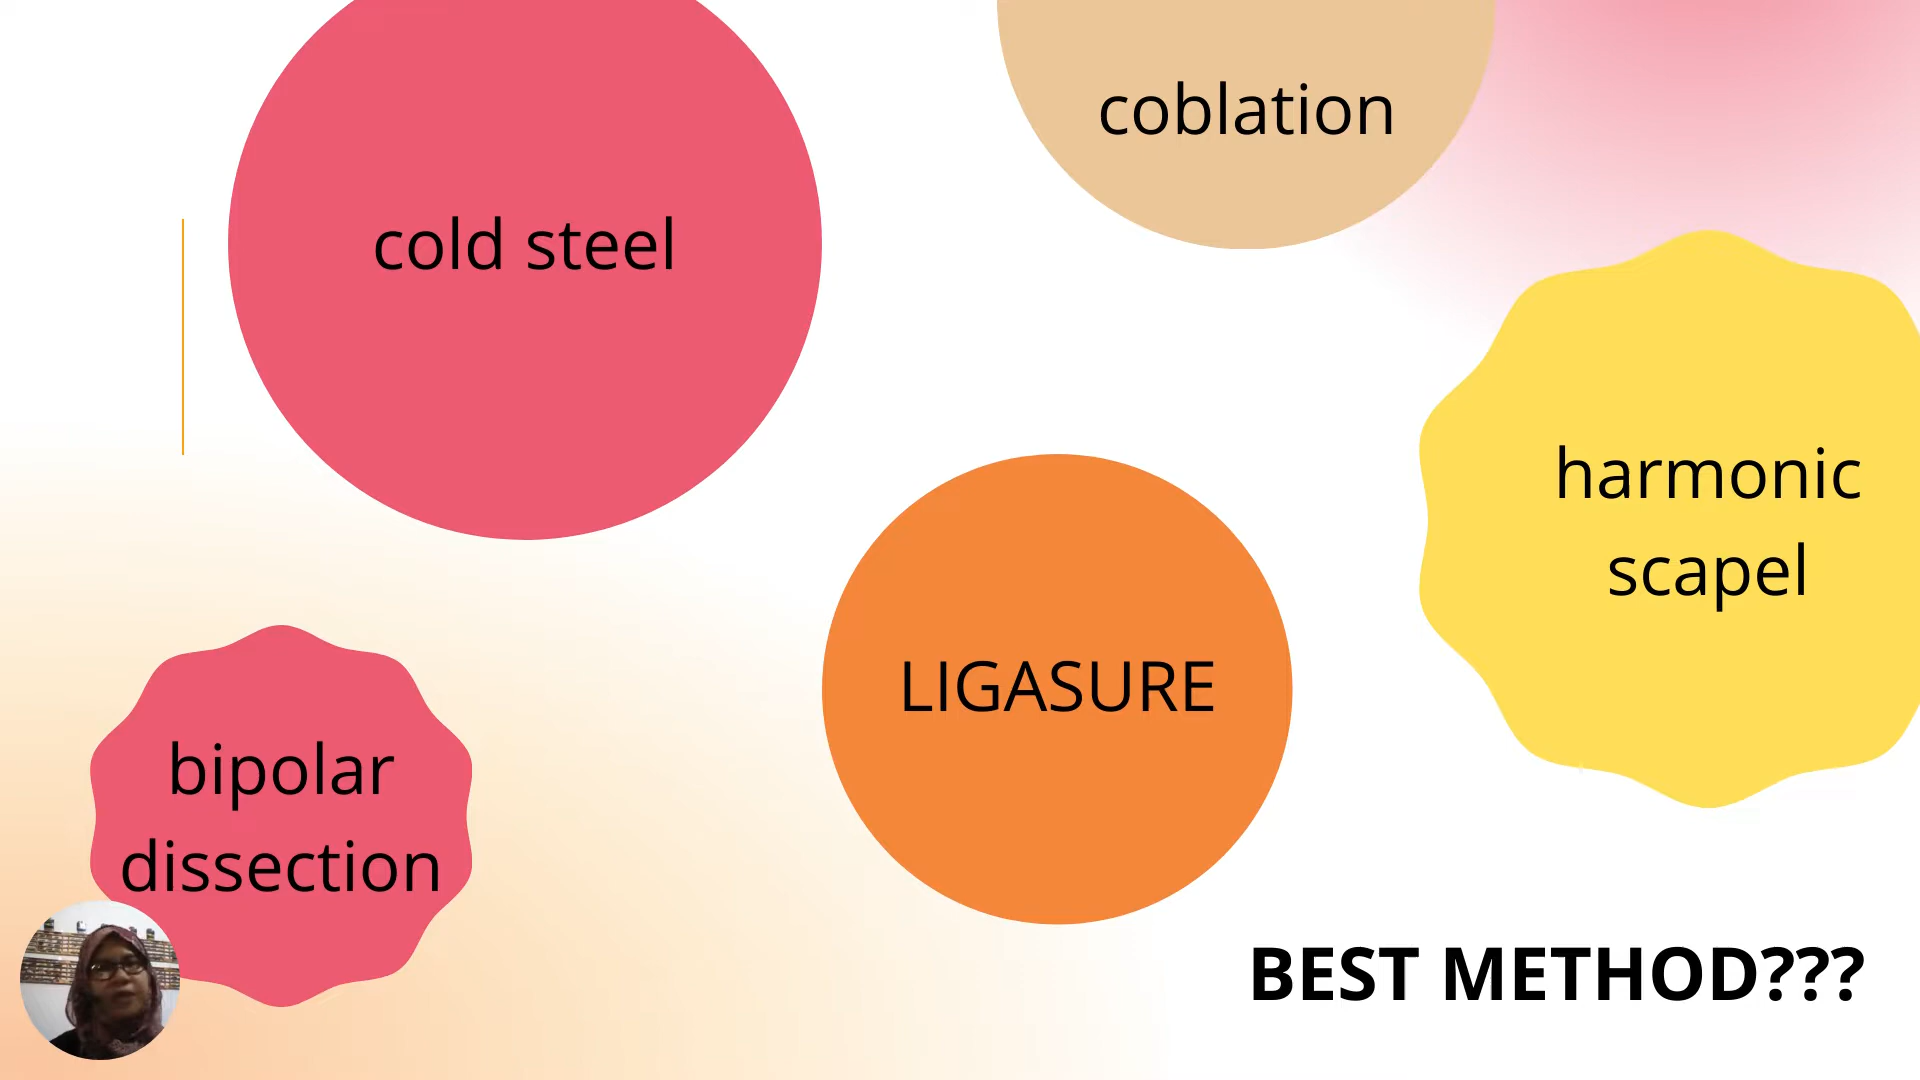 cold steel
coblation
harmonic
scapel
LIGASURE
bipolar
dissection
BEST METHOD???